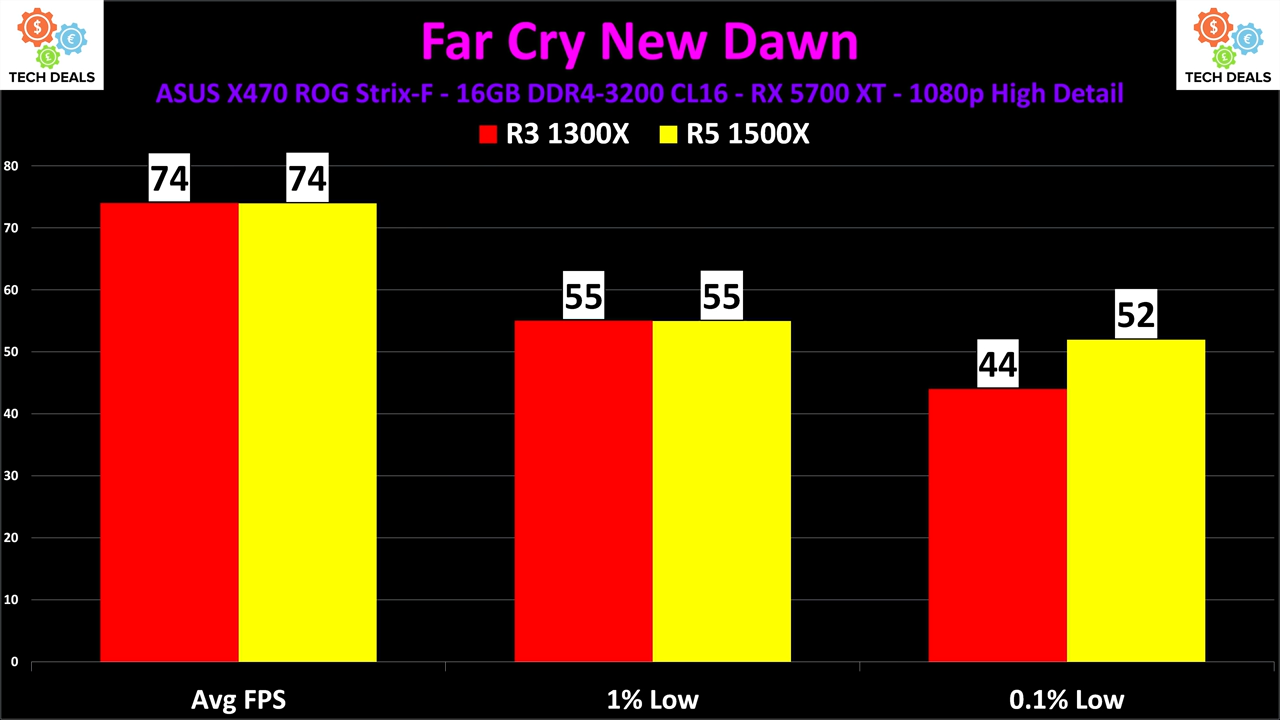 Far Cry New Dawn
TECH DEALS
TECH DEALS
ASUS X470 ROG Strix-F - 16GB DDR4-3200 CL16 - RX 5700 XT - 1080p High Detail
R3 1300X R5 1500X
80
70
60
50
40
30
20
10
0
74 74
55 55
44 52
Avg FPS 1% Low 0.1% Low
$ € €
$ € €